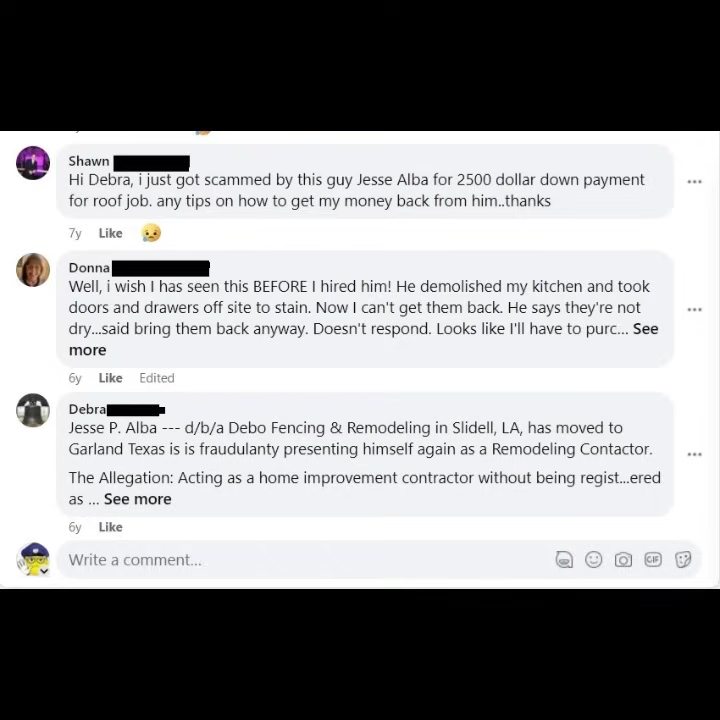 Shawn
Hi Debra, i just got scammed by this guy Jesse Alba for 2500 dollar down payment
for roof job. any tips on how to get my money back from him..thanks
7y Like
Donna
Well, i wish I has seen this BEFORE I hired him! He demolished my kitchen and took
doors and drawers off site to stain. Now I can't get them back. He says they're not
dry...said bring them back anyway. Doesn't respond. Looks like I'll have to purc... See
more
6y Like Edited
Debra
Jesse P. Alba --- d/b/a Debo Fencing & Remodeling in Slidell, LA, has moved to
Garland Texas is is fraudulanty presenting himself again as a Remodeling Contactor.
The Allegation: Acting as a home improvement contractor without being regist...ered
as ... See more
6y Like
Write a comment...
GIF